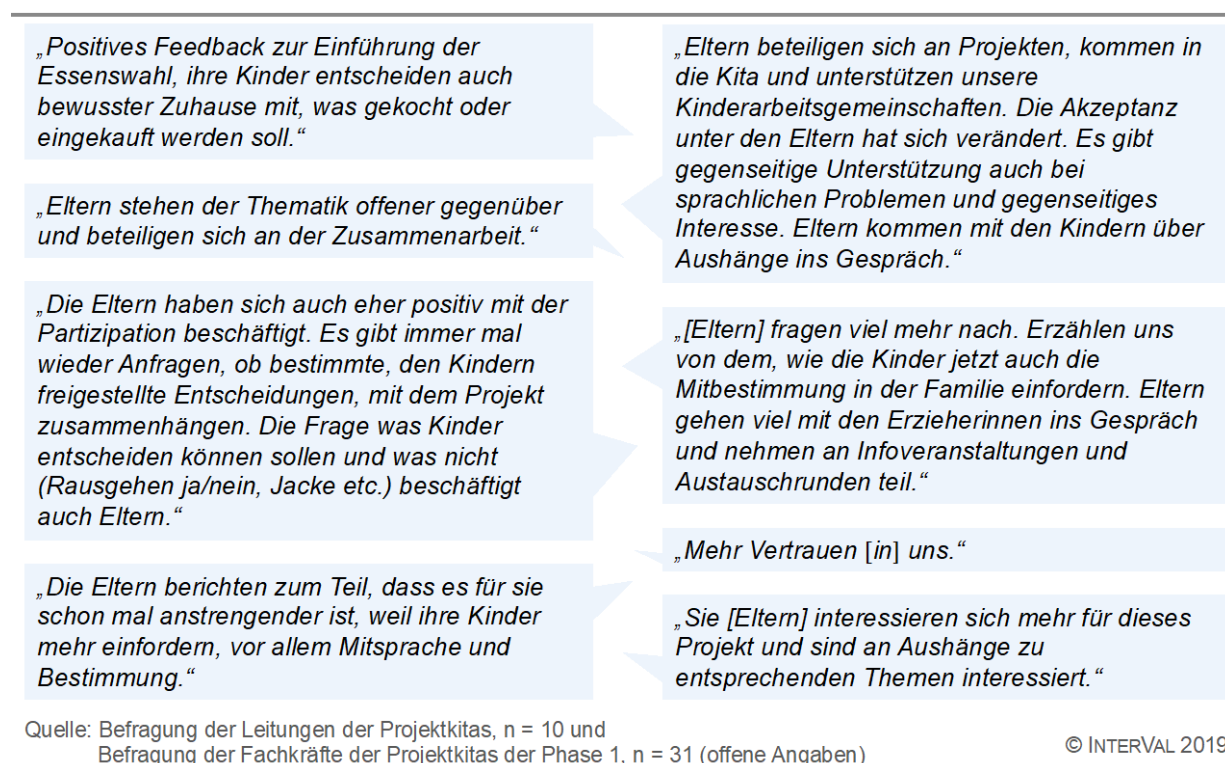 „Positives Feedback zur Einführung der
Essenswahl, ihre Kinder entscheiden auch
bewusster Zuhause mit, was gekocht oder
eingekauft werden soll.“
„Eltern stehen der Thematik offener gegenüber
und beteiligen sich an der Zusammenarbeit.“
„Die Eltern haben sich auch eher positiv mit der
Partizipation beschäftigt. Es gibt immer mal
wieder Anfragen, ob bestimmte, den Kindern
freigestellte Entscheidungen, mit dem Projekt
zusammenhängen. Die Frage was Kinder
entscheiden können sollen und was nicht
(Rausgehen ja/nein, Jacke etc.) beschäftigt
auch Eltern.“
„Die Eltern berichten zum Teil, dass es für sie
schon mal anstrengender ist, weil ihre Kinder
mehr einfordern, vor allem Mitsprache und
Bestimmung.“
„Eltern beteiligen sich an Projekten, kommen in
die Kita und unterstützen unsere
Kinderarbeitsgemeinschaften. Die Akzeptanz
unter den Eltern hat sich verändert. Es gibt
gegenseitige Unterstützung auch bei
sprachlichen Problemen und gegenseitiges
Interesse. Eltern kommen mit den Kindern über
Aushänge ins Gespräch.“
„[Eltern] fragen viel mehr nach. Erzählen uns
von dem, wie die Kinder jetzt auch die
Mitbestimmung in der Familie einfordern. Eltern
gehen viel mit den Erzieherinnen ins Gespräch
und nehmen an Infoveranstaltungen und
Austauschrunden teil.“
„Mehr Vertrauen [in] uns.“
„Sie [Eltern] interessieren sich mehr für dieses
Projekt und sind an Aushänge zu
entsprechenden Themen interessiert.“
Quelle: Befragung der Leitungen der Projektkitas, n = 10 und
Befragung der Fachkräfte der Projektkitas der Phase 1, n = 31 (offene Angaben)
© INTERVAL 2019